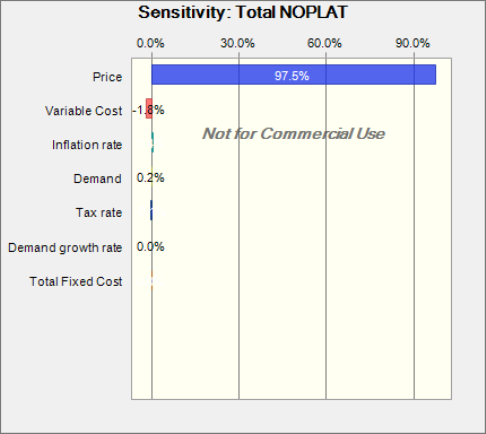 Sensitivity: Total NOPLAT
0.0% 30.0% 60.0% 90.0%
Price 97.5%
Variable Cost -1.8%
Not for Commercial Use
Inflation rate
Demand 0.2%
Tax rate
Demand growth rate 0.0%
Total Fixed Cost